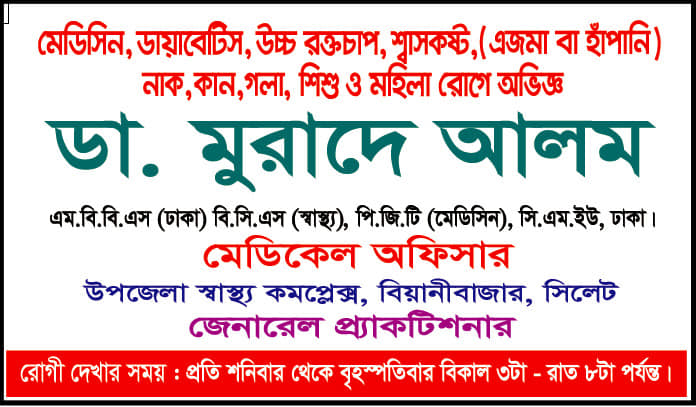 মেডিসিন, ডায়াবেটিস, উচ্চ রক্তচাপ, শ্বাসকষ্ট,(এজমা বা হাঁপানি)
নাক,কান,গলা, শিশু ও মহিলা রোগে অভিজ্ঞ
ডা. মুরাদে আলম
এম.বি.বি.এস (ঢাকা) বি.সি.এস (স্বাস্থ্য), পি.জি.টি (মেডিসিন), সি.এম.ইউ, ঢাকা।
মেডিকেল অফিসার
উপজেলা স্বাস্থ্য কমপ্লেক্স, বিয়ানীবাজার, সিলেট
জেনারেল প্র্যাকটিশনার
রোগী দেখার সময় : প্রতি শনিবার থেকে বৃহস্পতিবার বিকাল ৩টা - রাত ৮টা পর্যন্ত।